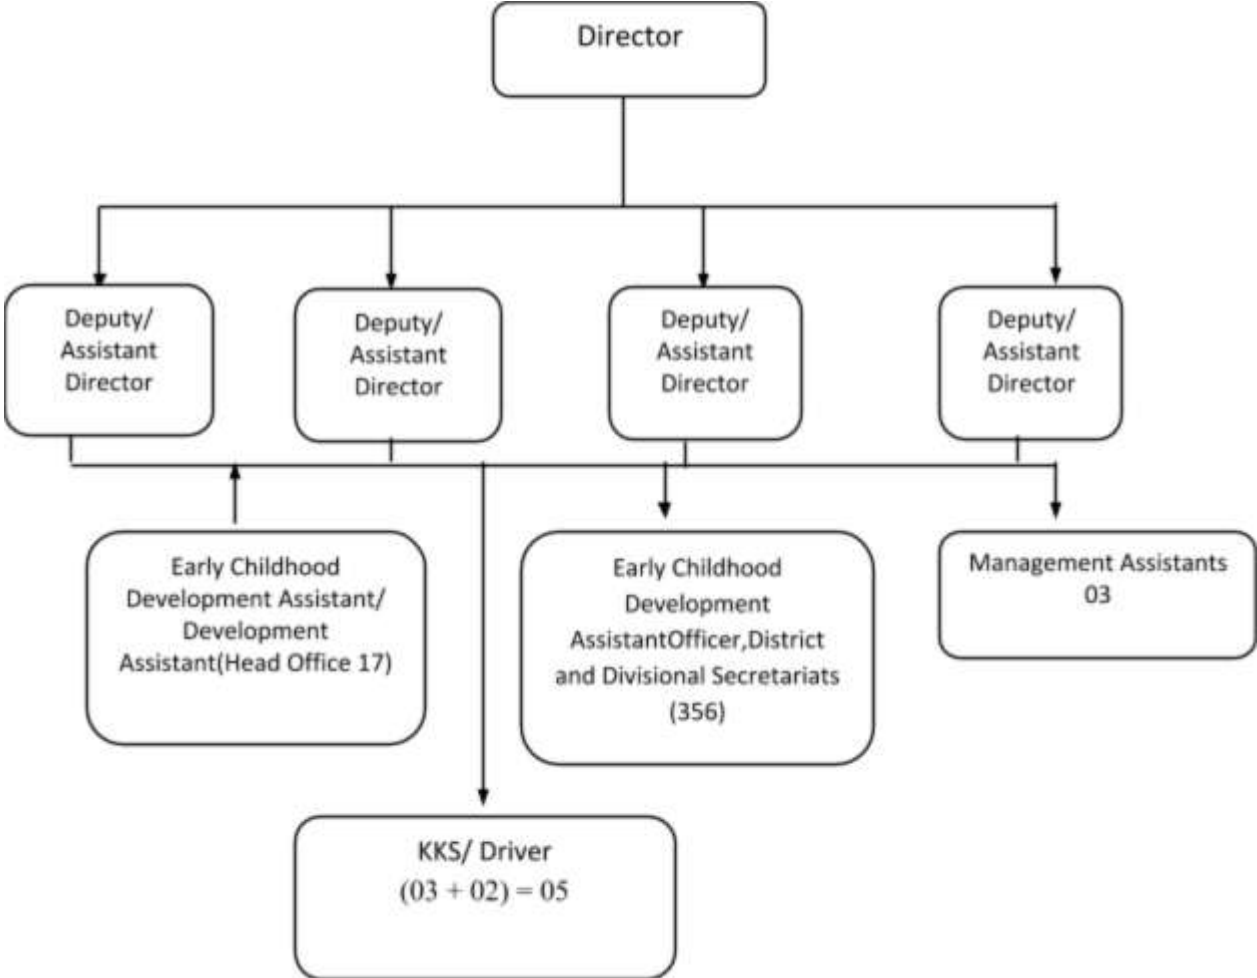 Director
Deputy/
Assistant
Director
Deputy/
Assistant
Director
Deputy/
Assistant
Director
Deputy/
Assistant
Director
Early Childhood
Development Assistant/
Development
Assistant(Head Office 17)
Early Childhood
Development
AssistantOfficer,District
and Divisional Secretariats
(356)
Management Assistants
03
KKS/ Driver
(03 + 02) = 05